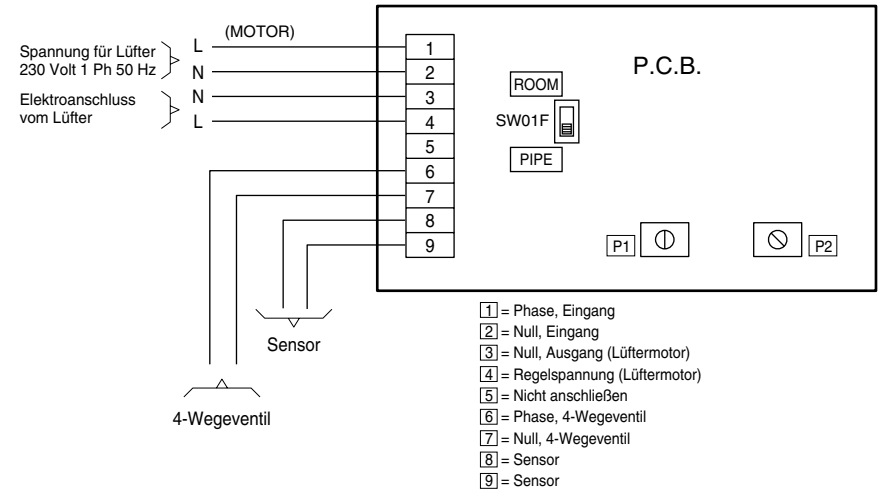 Spannung für Lüfter
230 Volt 1 Ph 50 Hz
L
(MOTOR)
N
Elektroanschluss
vom Lüfter
N
L
1
2
3
4
5
6
7
8
9
P.C.B.
ROOM
SW01F
PIPE
P1
P2
Sensor
4-Wegeventil
1 = Phase, Eingang
2 = Null, Eingang
3 = Null, Ausgang (Lüftermotor)
4 = Regelspannung (Lüftermotor)
5 = Nicht anschließen
6 = Phase, 4-Wegeventil
7 = Null, 4-Wegeventil
8 = Sensor
9 = Sensor